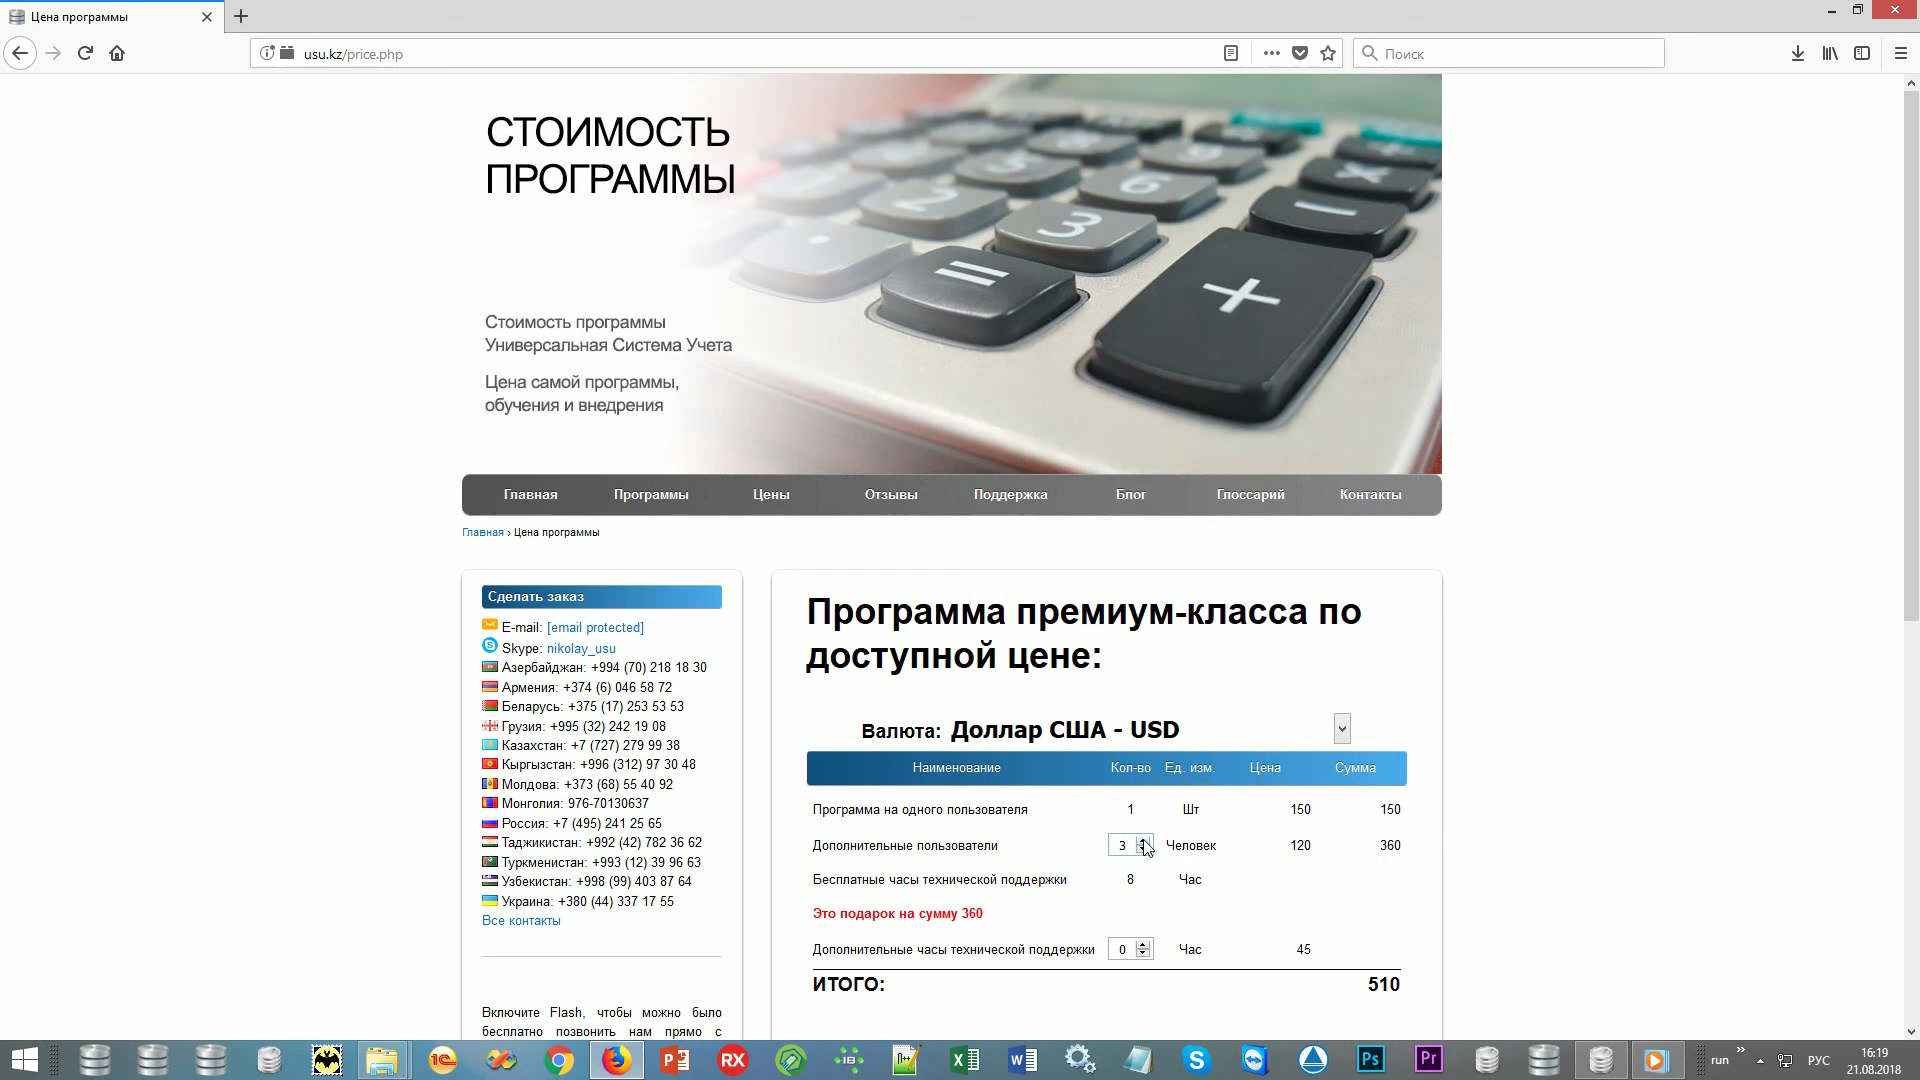 Цена программы
usu.kz/price.php
Поиск
СТОИМОСТЬ
ПРОГРАММЫ
Стоимость программы
Универсальная Система Учета
Цена самой программы,
обучения и внедрения
2
3
6
=
+
Главная Программы Цены Отзывы Поддержка Блог Глоссарий Контакты
Главная › Цена программы
Сделать заказ
E-mail: [email protected]
Skype: nikolay_usu
Азербайджан: +994 (70) 218 18 30
Армения: +374 (6) 046 58 72
Беларусь: +375 (17) 253 53 53
Грузия: +995 (32) 242 19 08
Казахстан: +7 (727) 279 99 38
Кыргызстан: +996 (312) 97 30 48
Молдова: +373 (68) 55 40 92
Монголия: 976-70130637
Россия: +7 (495) 241 25 65
Таджикистан: +992 (42) 782 36 62
Туркменистан: +993 (12) 39 96 63
Узбекистан: +998 (99) 403 87 64
Украина: +380 (44) 337 17 55
Все контакты
Включите Flash, чтобы можно было
бесплатно позвонить нам прямо с
Программа премиум-класса по
доступной цене:
Валюта: Доллар США - USD
Наименование Кол-во Ед. изм. Цена Сумма
Программа на одного пользователя 1 Шт 150 150
Дополнительные пользователи 3 Человек 120 360
Бесплатные часы технической поддержки 8 Час
Это подарок на сумму 360
Дополнительные часы технической поддержки 0 Час 45
ИТОГО: 510
run » РУС 16:19
21.08.2018